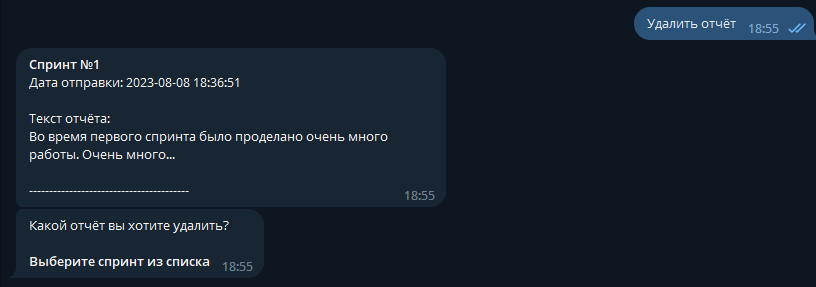 Удалить отчёт
18:55
Спринт №1
Дата отправки: 2023-08-08 18:36:51
Текст отчёта:
Во время первого спринта было проделано очень много
работы. Очень много...
----------------------------------------
18:55
Какой отчёт вы хотите удалить?
Выберите спринт из списка
18:55